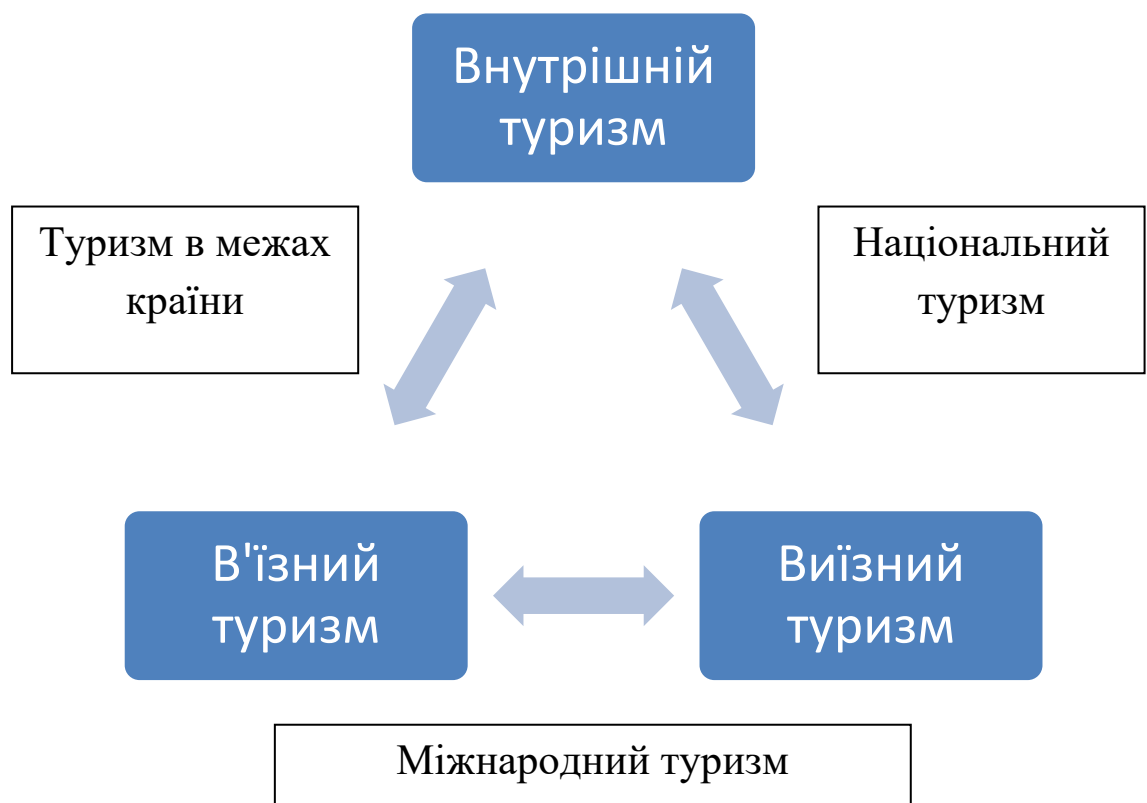 Внутрішній
туризм
Туризм в межах
країни
Національний
туризм
В'їзний
туризм
Виїзний
туризм
Міжнародний туризм